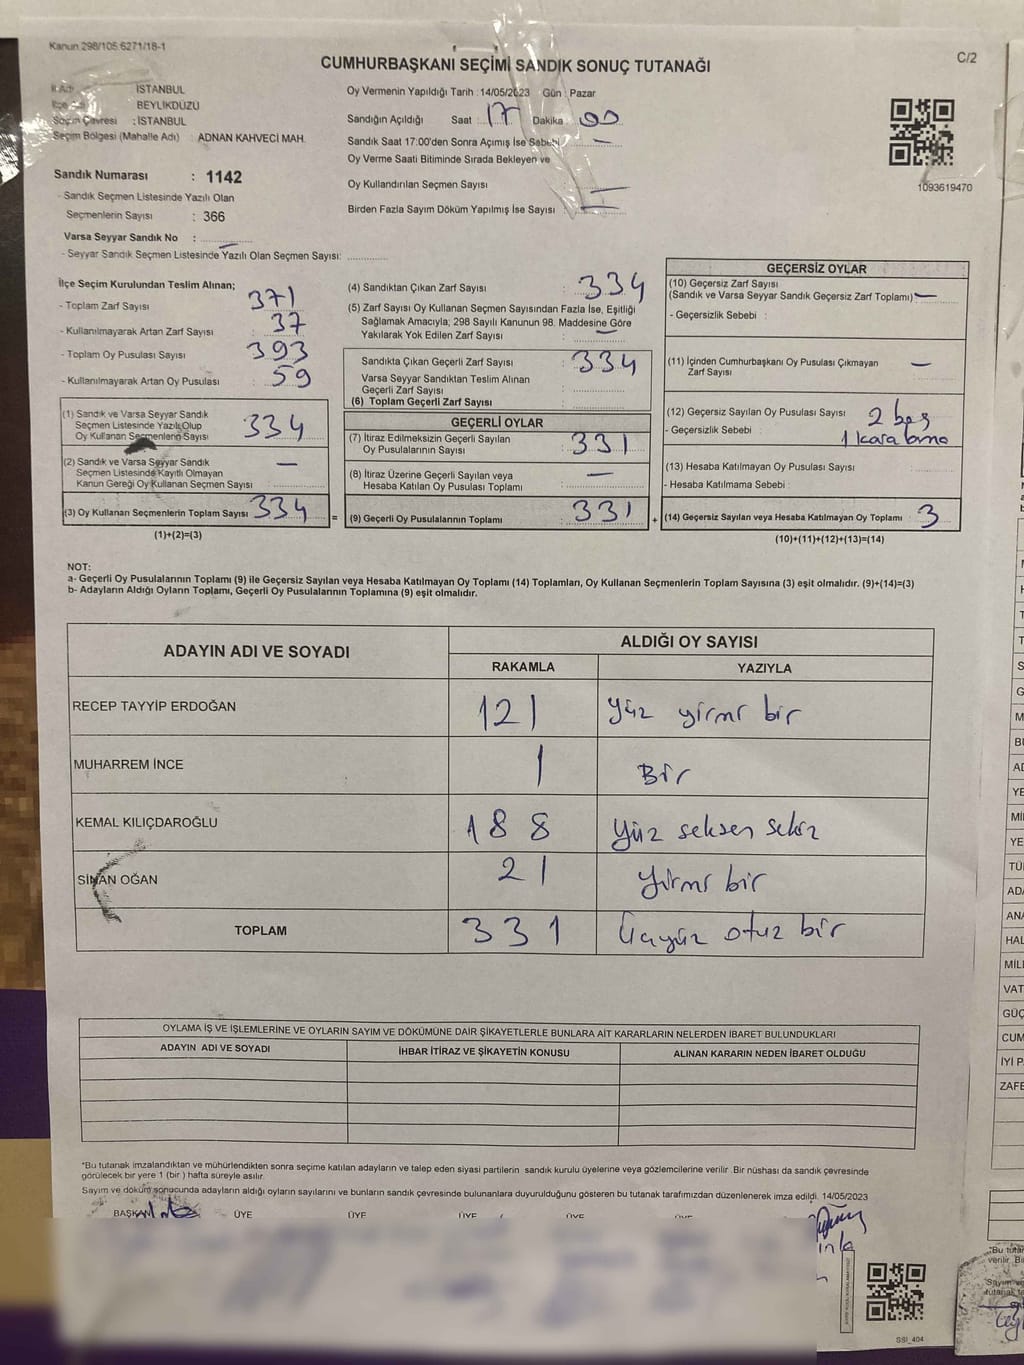 Kanun 298/105 6271/18-1
C/2
CUMHURBAŞKANI SEÇİMİ SANDIK SONUÇ TUTANAĞI
İl Adı : İSTANBUL
İlçe Adı : BEYLİKDÜZÜ
Seçim Çevresi : İSTANBUL
Seçim Bölgesi (Mahalle Adı) : ADNAN KAHVECİ MAH.
Sandık Numarası : 1142
- Sandık Seçmen Listesinde Yazılı Olan
Seçmenlerin Sayısı : 366
Varsa Seyyar Sandık No : —
- Seyyar Sandık Seçmen Listesinde Yazılı Olan Seçmen Sayısı:
Oy Vermenin Yapıldığı Tarih : 14/05/2023 Gün : Pazar
Sandığın Açıldığı Saat : 17 Dakika : 00
Sandık Saat 17:00'den Sonra Açımış İse Sebebi —
Oy Verme Saati Bitiminde Sırada Bekleyen ve
Oy Kullandırılan Seçmen Sayısı : —
Birden Fazla Sayım Döküm Yapılmış İse Sayısı : —
1093619470
İlçe Seçim Kurulundan Teslim Alınan;
- Toplam Zarf Sayısı : 371
- Kullanılmayarak Artan Zarf Sayısı : 37
- Toplam Oy Pusulası Sayısı : 393
- Kullanılmayarak Artan Oy Pusulası : 59
(1) Sandık ve Varsa Seyyar Sandık
Seçmen Listesinde Yazılı Olup
Oy Kullanan Seçmenlerin Sayısı : 334
(2) Sandık ve Varsa Seyyar Sandık
Seçmen Listesinde Kayıtlı Olmayan
Kanun Gereği Oy Kullanan Seçmen Sayısı : —
(3) Oy Kullanan Seçmenlerin Toplam Sayısı : 334
(1)+(2)=(3)
(4) Sandıktan Çıkan Zarf Sayısı : 334
(5) Zarf Sayısı Oy Kullanan Seçmen Sayısından Fazla İse, Eşitliği
Sağlamak Amacıyla; 298 Sayılı Kanunun 98. Maddesine Göre
Yakılarak Yok Edilen Zarf Sayısı : —
Sandıkta Çıkan Geçerli Zarf Sayısı : 334
Varsa Seyyar Sandıktan Teslim Alınan
Geçerli Zarf Sayısı :
(6) Toplam Geçerli Zarf Sayısı :
GEÇERLİ OYLAR
(7) İtiraz Edilmeksizin Geçerli Sayılan
Oy Pusulalarının Sayısı : 331
(8) İtiraz Üzerine Geçerli Sayılan veya
Hesaba Katılan Oy Pusulası Toplamı : —
= (9) Geçerli Oy Pusulalarının Toplamı : 331
GEÇERSİZ OYLAR
(10) Geçersiz Zarf Sayısı
(Sandık ve Varsa Seyyar Sandık Geçersiz Zarf Toplamı): —
- Geçersizlik Sebebi :
(11) İçinden Cumhurbaşkanı Oy Pusulası Çıkmayan
Zarf Sayısı : —
(12) Geçersiz Sayılan Oy Pusulası Sayısı : 2 boş
- Geçersizlik Sebebi : 1 karalama
(13) Hesaba Katılmayan Oy Pusulası Sayısı :
- Hesaba Katılmama Sebebi :
+ (14) Geçersiz Sayılan veya Hesaba Katılmayan Oy Toplamı : 3
(10)+(11)+(12)+(13)=(14)
NOT:
a- Geçerli Oy Pusulalarının Toplamı (9) ile Geçersiz Sayılan veya Hesaba Katılmayan Oy Toplamı (14) Toplamları, Oy Kullanan Seçmenlerin Toplam Sayısına (3) eşit olmalıdır. (9)+(14)=(3)
b- Adayların Aldığı Oyların Toplamı, Geçerli Oy Pusulalarının Toplamına (9) eşit olmalıdır.
ADAYIN ADI VE SOYADI
ALDIĞI OY SAYISI
RAKAMLA YAZIYLA
RECEP TAYYİP ERDOĞAN 121 yüz yirmi bir
MUHARREM İNCE 1 Bir
KEMAL KILIÇDAROĞLU 188 yüz seksen sekiz
SİNAN OĞAN 21 yirmi bir
TOPLAM 331 Üçyüz otuz bir
OYLAMA İŞ VE İŞLEMLERİNE VE OYLARIN SAYIM VE DÖKÜMÜNE DAİR ŞİKAYETLERLE BUNLARA AİT KARARLARIN NELERDEN İBARET BULUNDUKLARI
ADAYIN ADI VE SOYADI İHBAR İTİRAZ VE ŞİKAYETİN KONUSU ALINAN KARARIN NEDEN İBARET OLDUĞU
*Bu tutanak imzalandıktan ve mühürlendikten sonra seçime katılan adayların ve talep eden siyasi partilerin sandık kurulu üyelerine veya gözlemcilerine verilir. Bir nüshası da sandık çevresinde
görülecek bir yere 1 (bir) hafta süreyle asılır.
Sayım ve döküm sonucunda adayların aldığı oyların sayılarını ve bunların sandık çevresinde bulunanlara duyurulduğunu gösteren bu tutanak tarafımızdan düzenlenerek imza edildi. 14/05/2023
BAŞKAN ÜYE ÜYE ÜYE ÜYE ÜYE
SSI_404